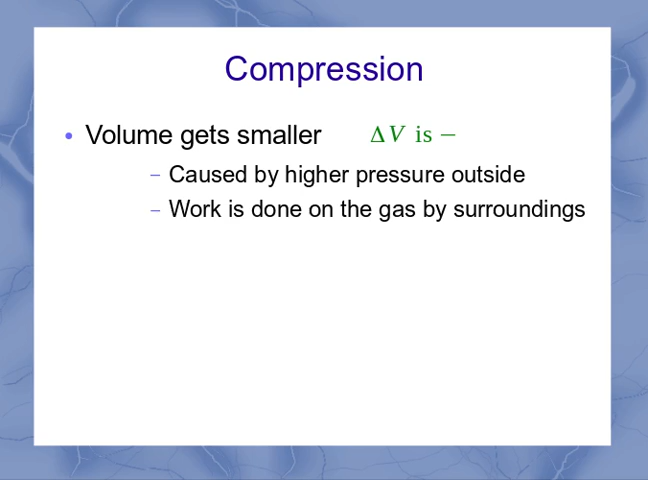 Compression
• Volume gets smaller ΔV is −
– Caused by higher pressure outside
– Work is done on the gas by surroundings